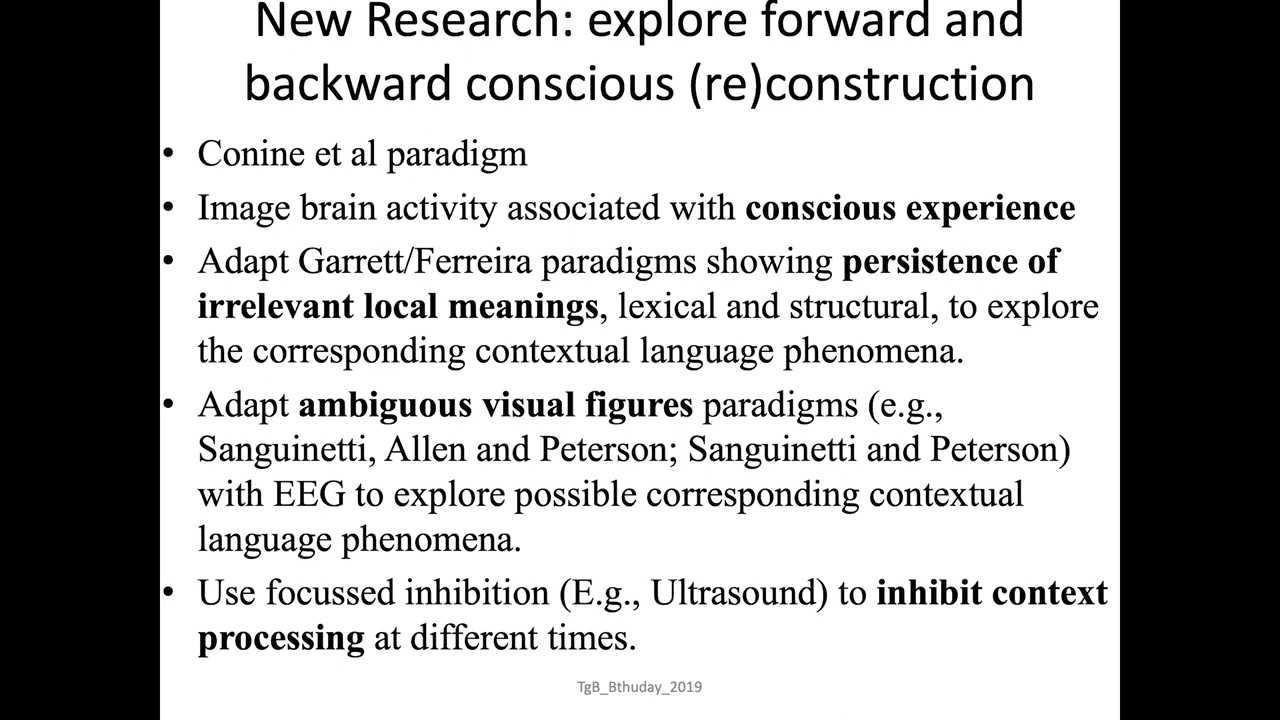 New Research: explore forward and
backward conscious (re)construction
• Conine et al paradigm
• Image brain activity associated with conscious experience
• Adapt Garrett/Ferreira paradigms showing persistence of
irrelevant local meanings, lexical and structural, to explore
the corresponding contextual language phenomena.
• Adapt ambiguous visual figures paradigms (e.g.,
Sanguinetti, Allen and Peterson; Sanguinetti and Peterson)
with EEG to explore possible corresponding contextual
language phenomena.
• Use focussed inhibition (E.g., Ultrasound) to inhibit context
processing at different times.
TgB_Bthuday_2019